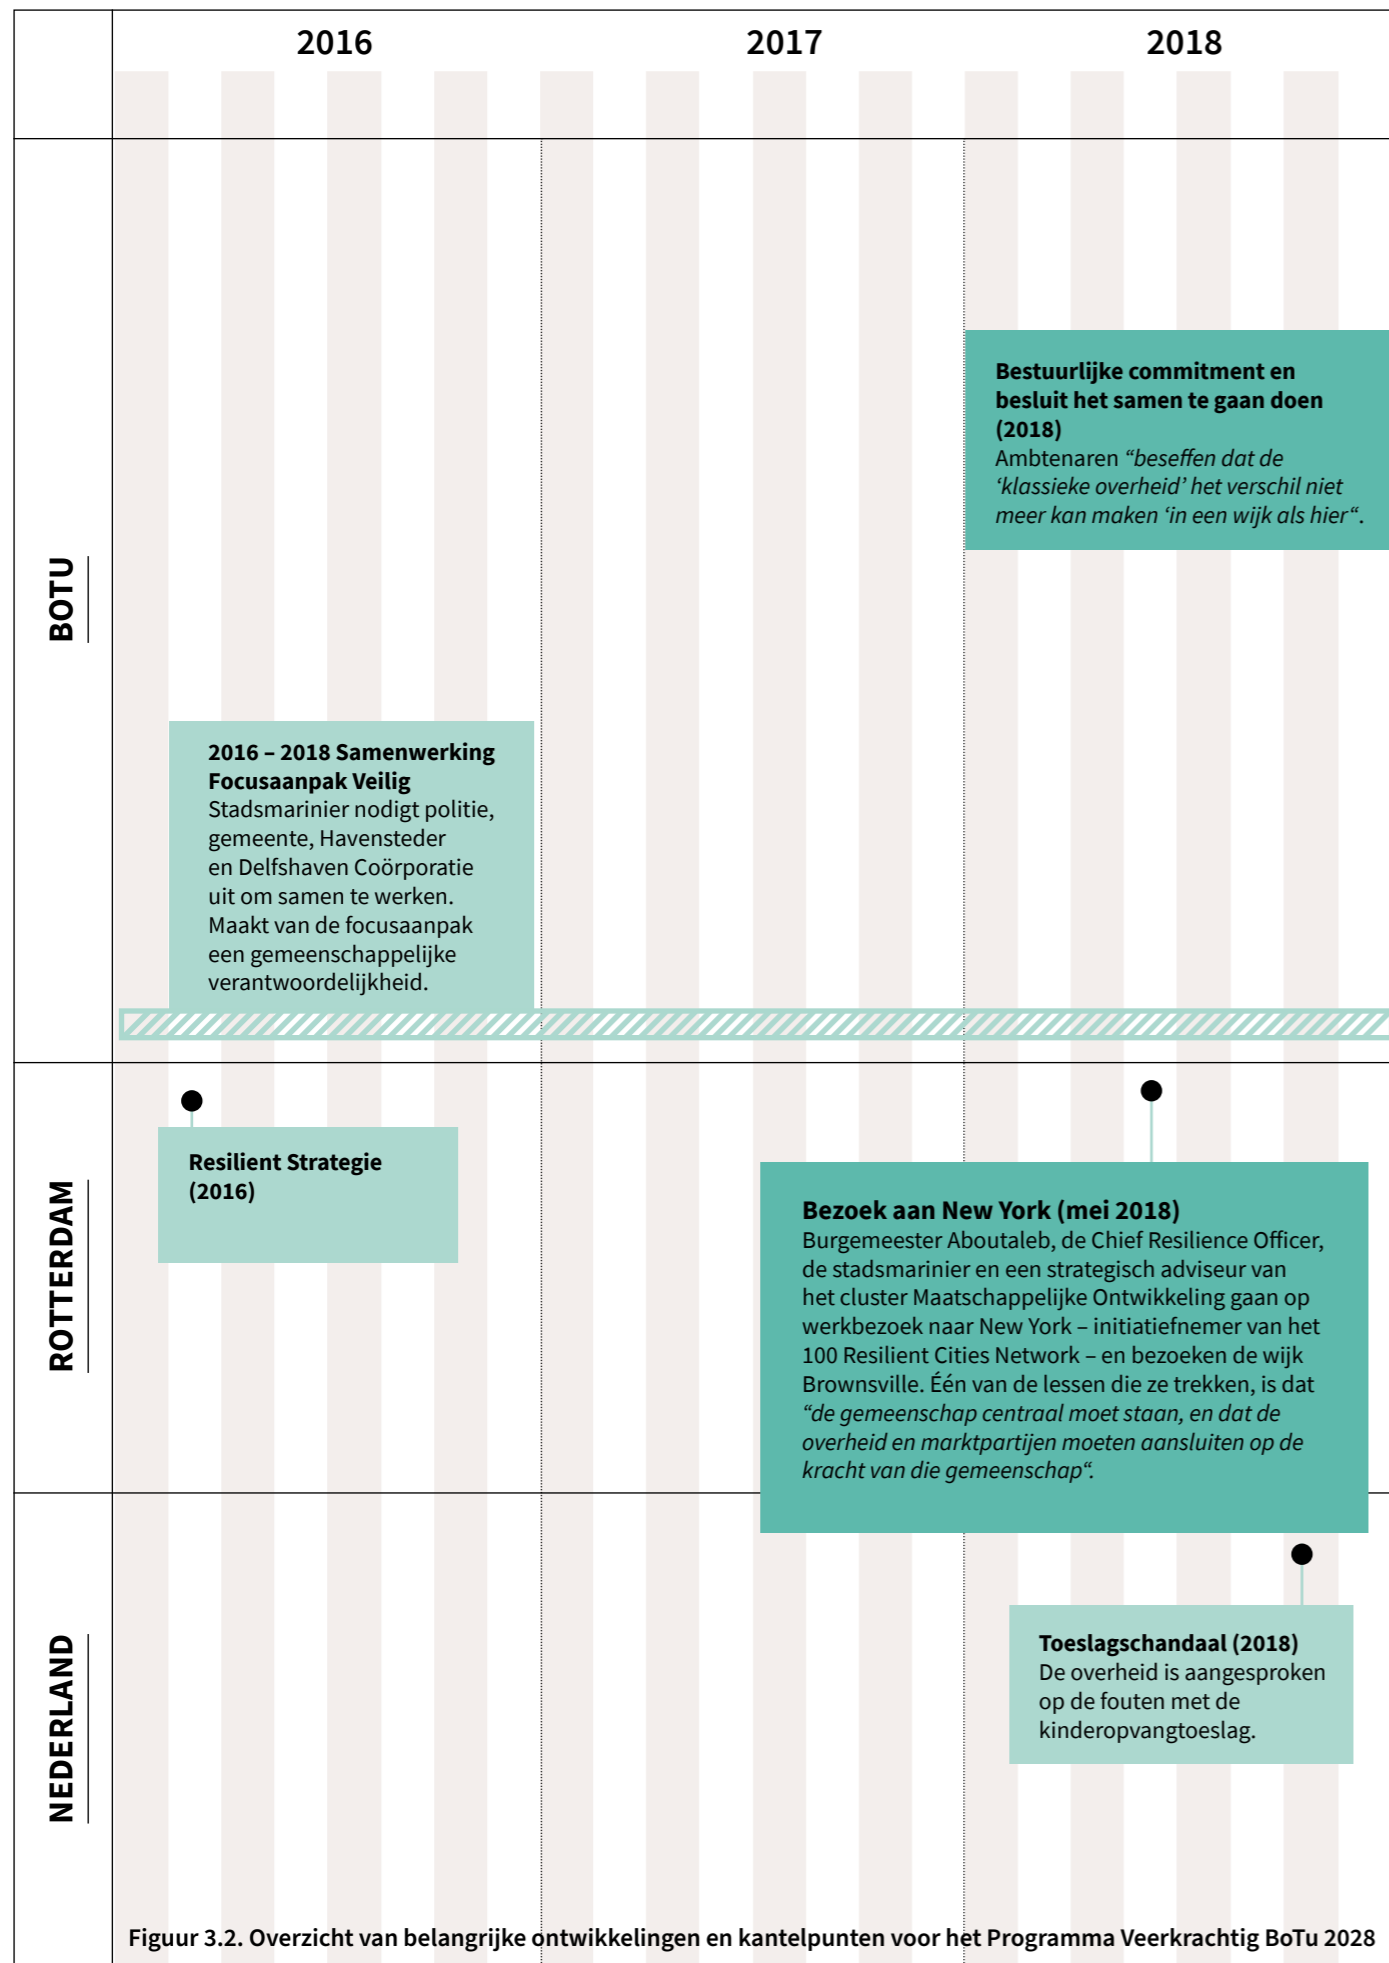 2016
2017
2018
BOTU
Bestuurlijke commitment en
besluit het samen te gaan doen
(2018)
Ambtenaren “beseffen dat de
‘klassieke overheid’ het verschil niet
meer kan maken ‘in een wijk als hier“.
2016 – 2018 Samenwerking
Focusaanpak Veilig
Stadsmarinier nodigt politie,
gemeente, Havensteder
en Delfshaven Coörporatie
uit om samen te werken.
Maakt van de focusaanpak
een gemeenschappelijke
verantwoordelijkheid.
ROTTERDAM
Resilient Strategie
(2016)
Bezoek aan New York (mei 2018)
Burgemeester Aboutaleb, de Chief Resilience Officer,
de stadsmarinier en een strategisch adviseur van
het cluster Maatschappelijke Ontwikkeling gaan op
werkbezoek naar New York – initiatiefnemer van het
100 Resilient Cities Network – en bezoeken de wijk
Brownsville. Één van de lessen die ze trekken, is dat
“de gemeenschap centraal moet staan, en dat de
overheid en marktpartijen moeten aansluiten op de
kracht van die gemeenschap“.
NEDERLAND
Toeslagschandaal (2018)
De overheid is aangesproken
op de fouten met de
kinderopvangtoeslag.
Figuur 3.2. Overzicht van belangrijke ontwikkelingen en kantelpunten voor het Programma Veerkrachtig BoTu 2028